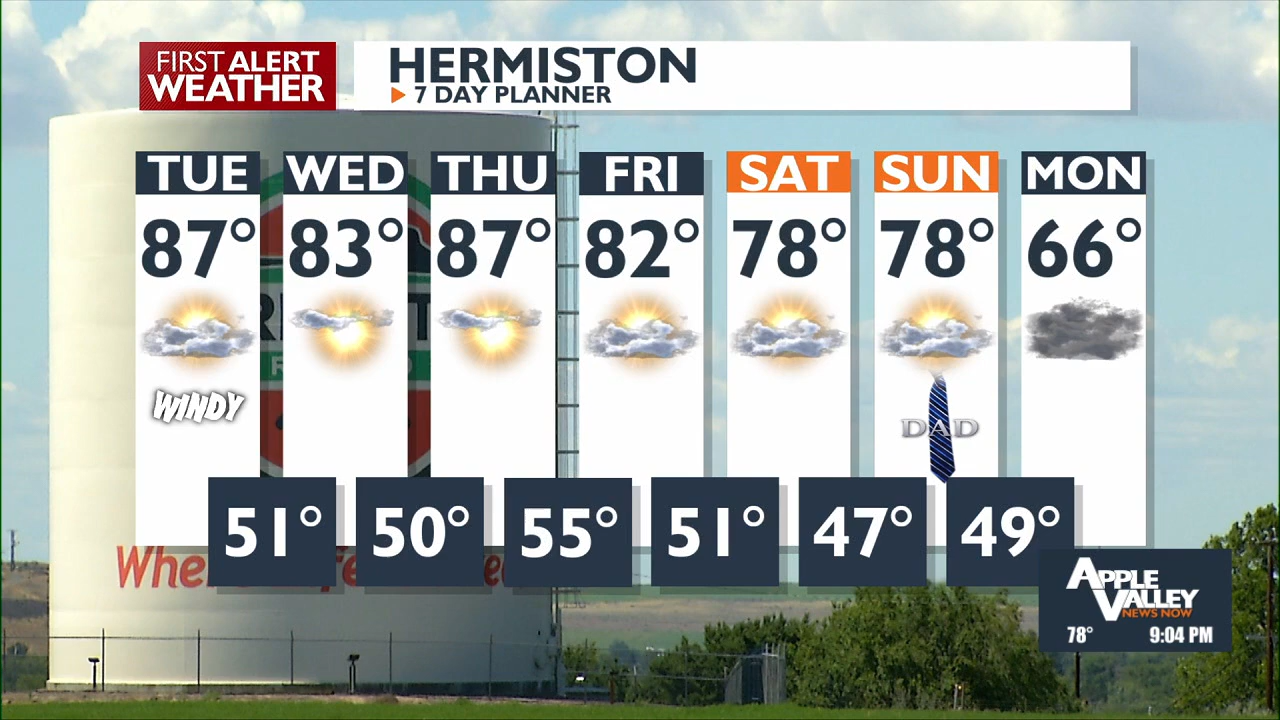 FIRST ALERT
WEATHER
HERMISTON
7 DAY PLANNER
TUE WED THU FRI SAT SUN MON
87° 83° 87° 82° 78° 78° 66°
WINDY
DAD
51° 50° 55° 51° 47° 49°
Whe
APPLE
VALLEY
NEWS NOW
78° 9:04 PM